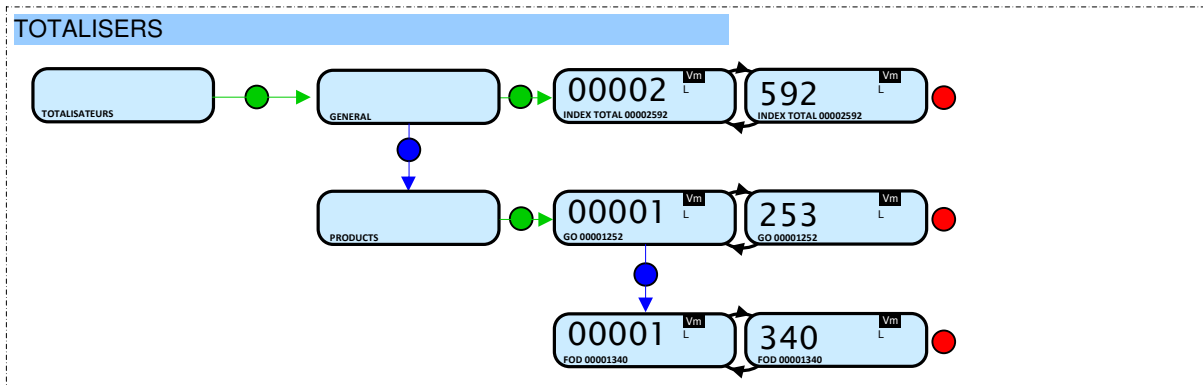 TOTALISERS
TOTALISATEURS
GENERAL
00002 Vm
L
INDEX TOTAL 00002592
592 Vm
L
INDEX TOTAL 00002592
PRODUCTS
00001 Vm
L
GO 00001252
253 Vm
L
GO 00001252
00001 Vm
L
FOD 00001340
340 Vm
L
FOD 00001340